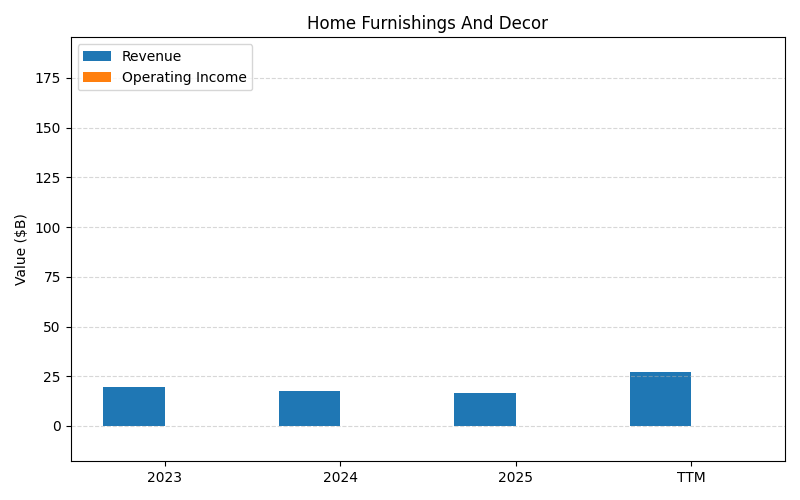 Home Furnishings And Decor
Revenue
Operating Income
Value ($B)
175
150
125
100
75
50
25
0
2023 2024 2025 TTM